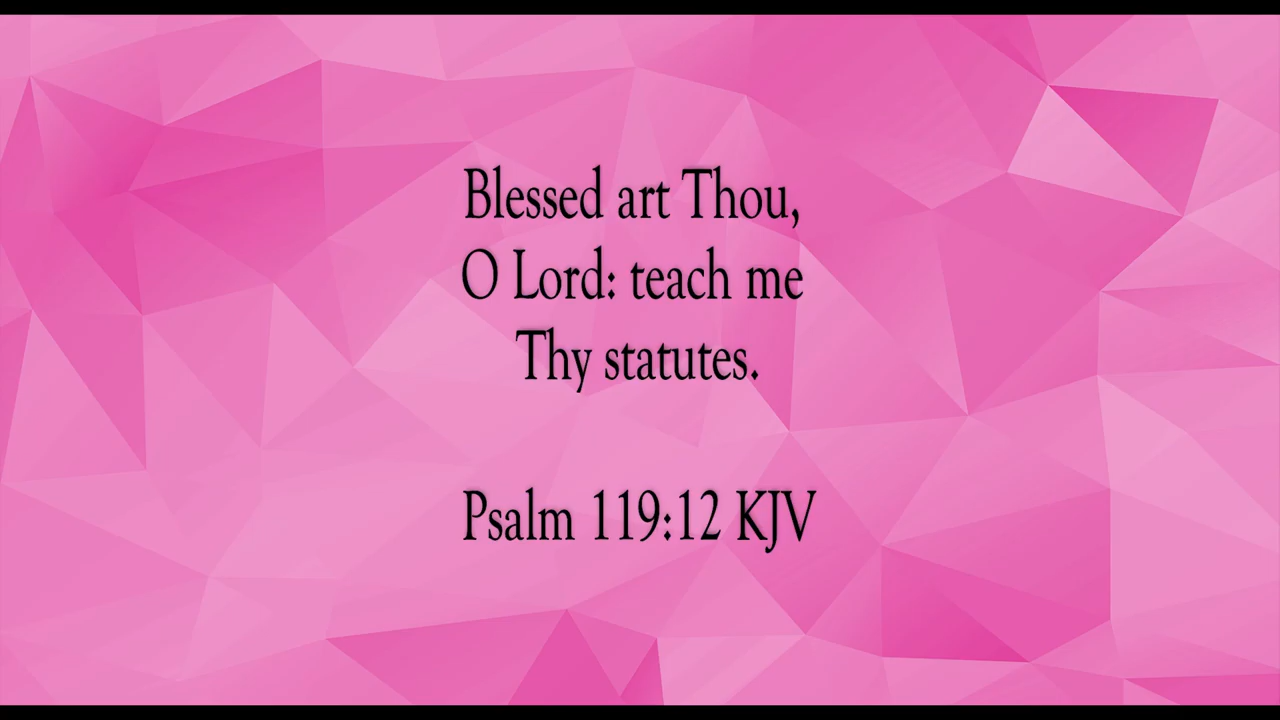 Blessed art Thou,
O Lord: teach me
Thy statutes.
Psalm 119:12 KJV